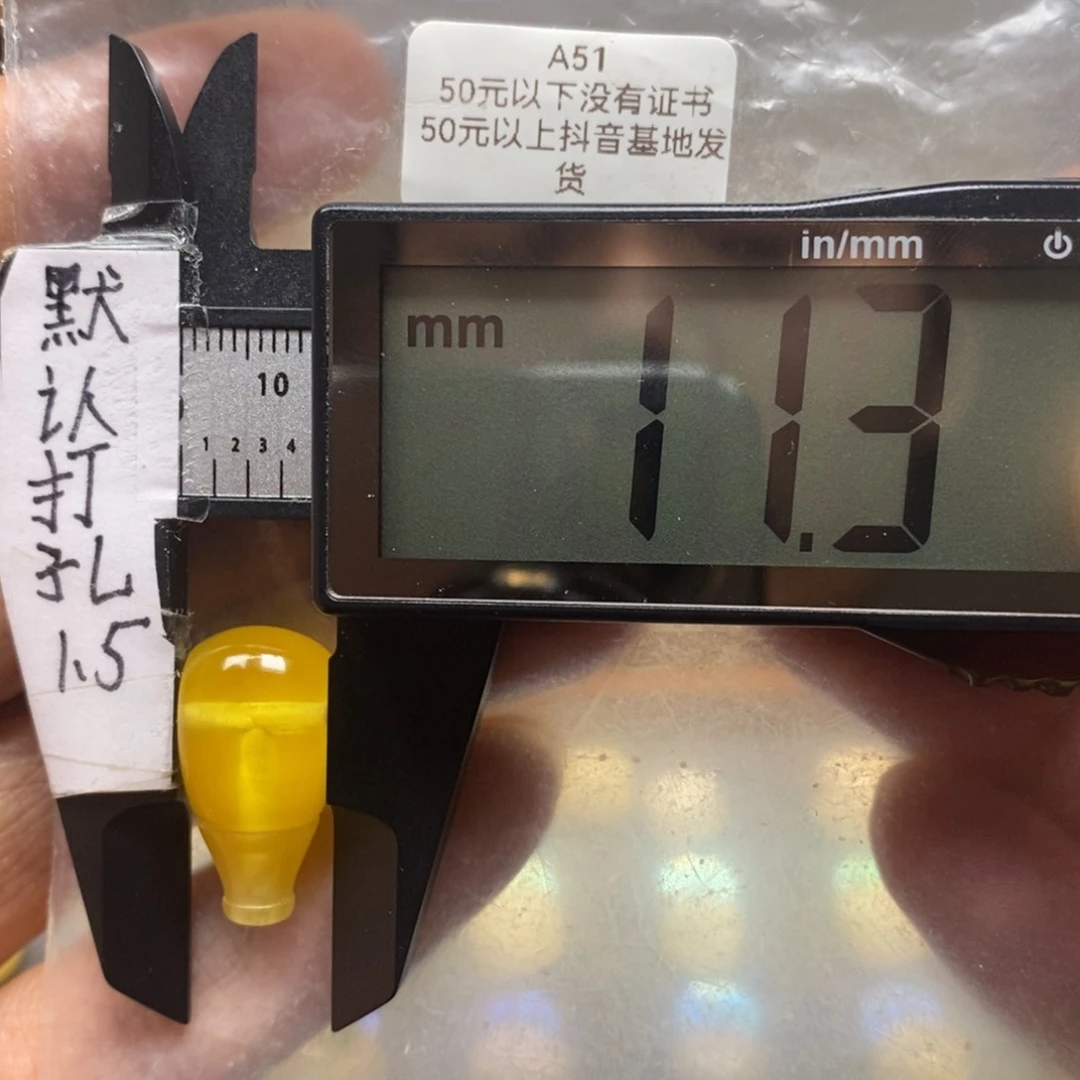 A51
50元以下没有证书
50元以上抖音基地发
货
in/mm
mm
11.3
10
1 2 3 4
默
认
打
孔
1.5